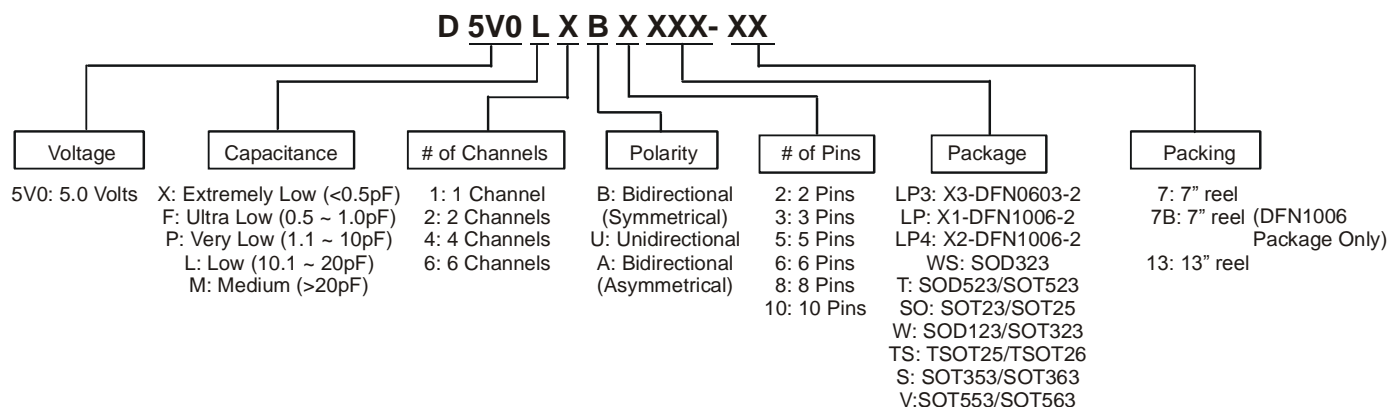 D 5V0 L X B X XXX- XX
Voltage
5V0: 5.0 Volts
Capacitance
X: Extremely Low (<0.5pF)
F: Ultra Low (0.5 ~ 1.0pF)
P: Very Low (1.1 ~ 10pF)
L: Low (10.1 ~ 20pF)
M: Medium (>20pF)
# of Channels
1: 1 Channel
2: 2 Channels
4: 4 Channels
6: 6 Channels
Polarity
B: Bidirectional
(Symmetrical)
U: Unidirectional
A: Bidirectional
(Asymmetrical)
# of Pins
2: 2 Pins
3: 3 Pins
5: 5 Pins
6: 6 Pins
8: 8 Pins
10: 10 Pins
Package
LP3: X3-DFN0603-2
LP: X1-DFN1006-2
LP4: X2-DFN1006-2
WS: SOD323
T: SOD523/SOT523
SO: SOT23/SOT25
W: SOD123/SOT323
TS: TSOT25/TSOT26
S: SOT353/SOT363
V:SOT553/SOT563
Packing
7: 7” reel
7B: 7” reel (DFN1006
Package Only)
13: 13” reel